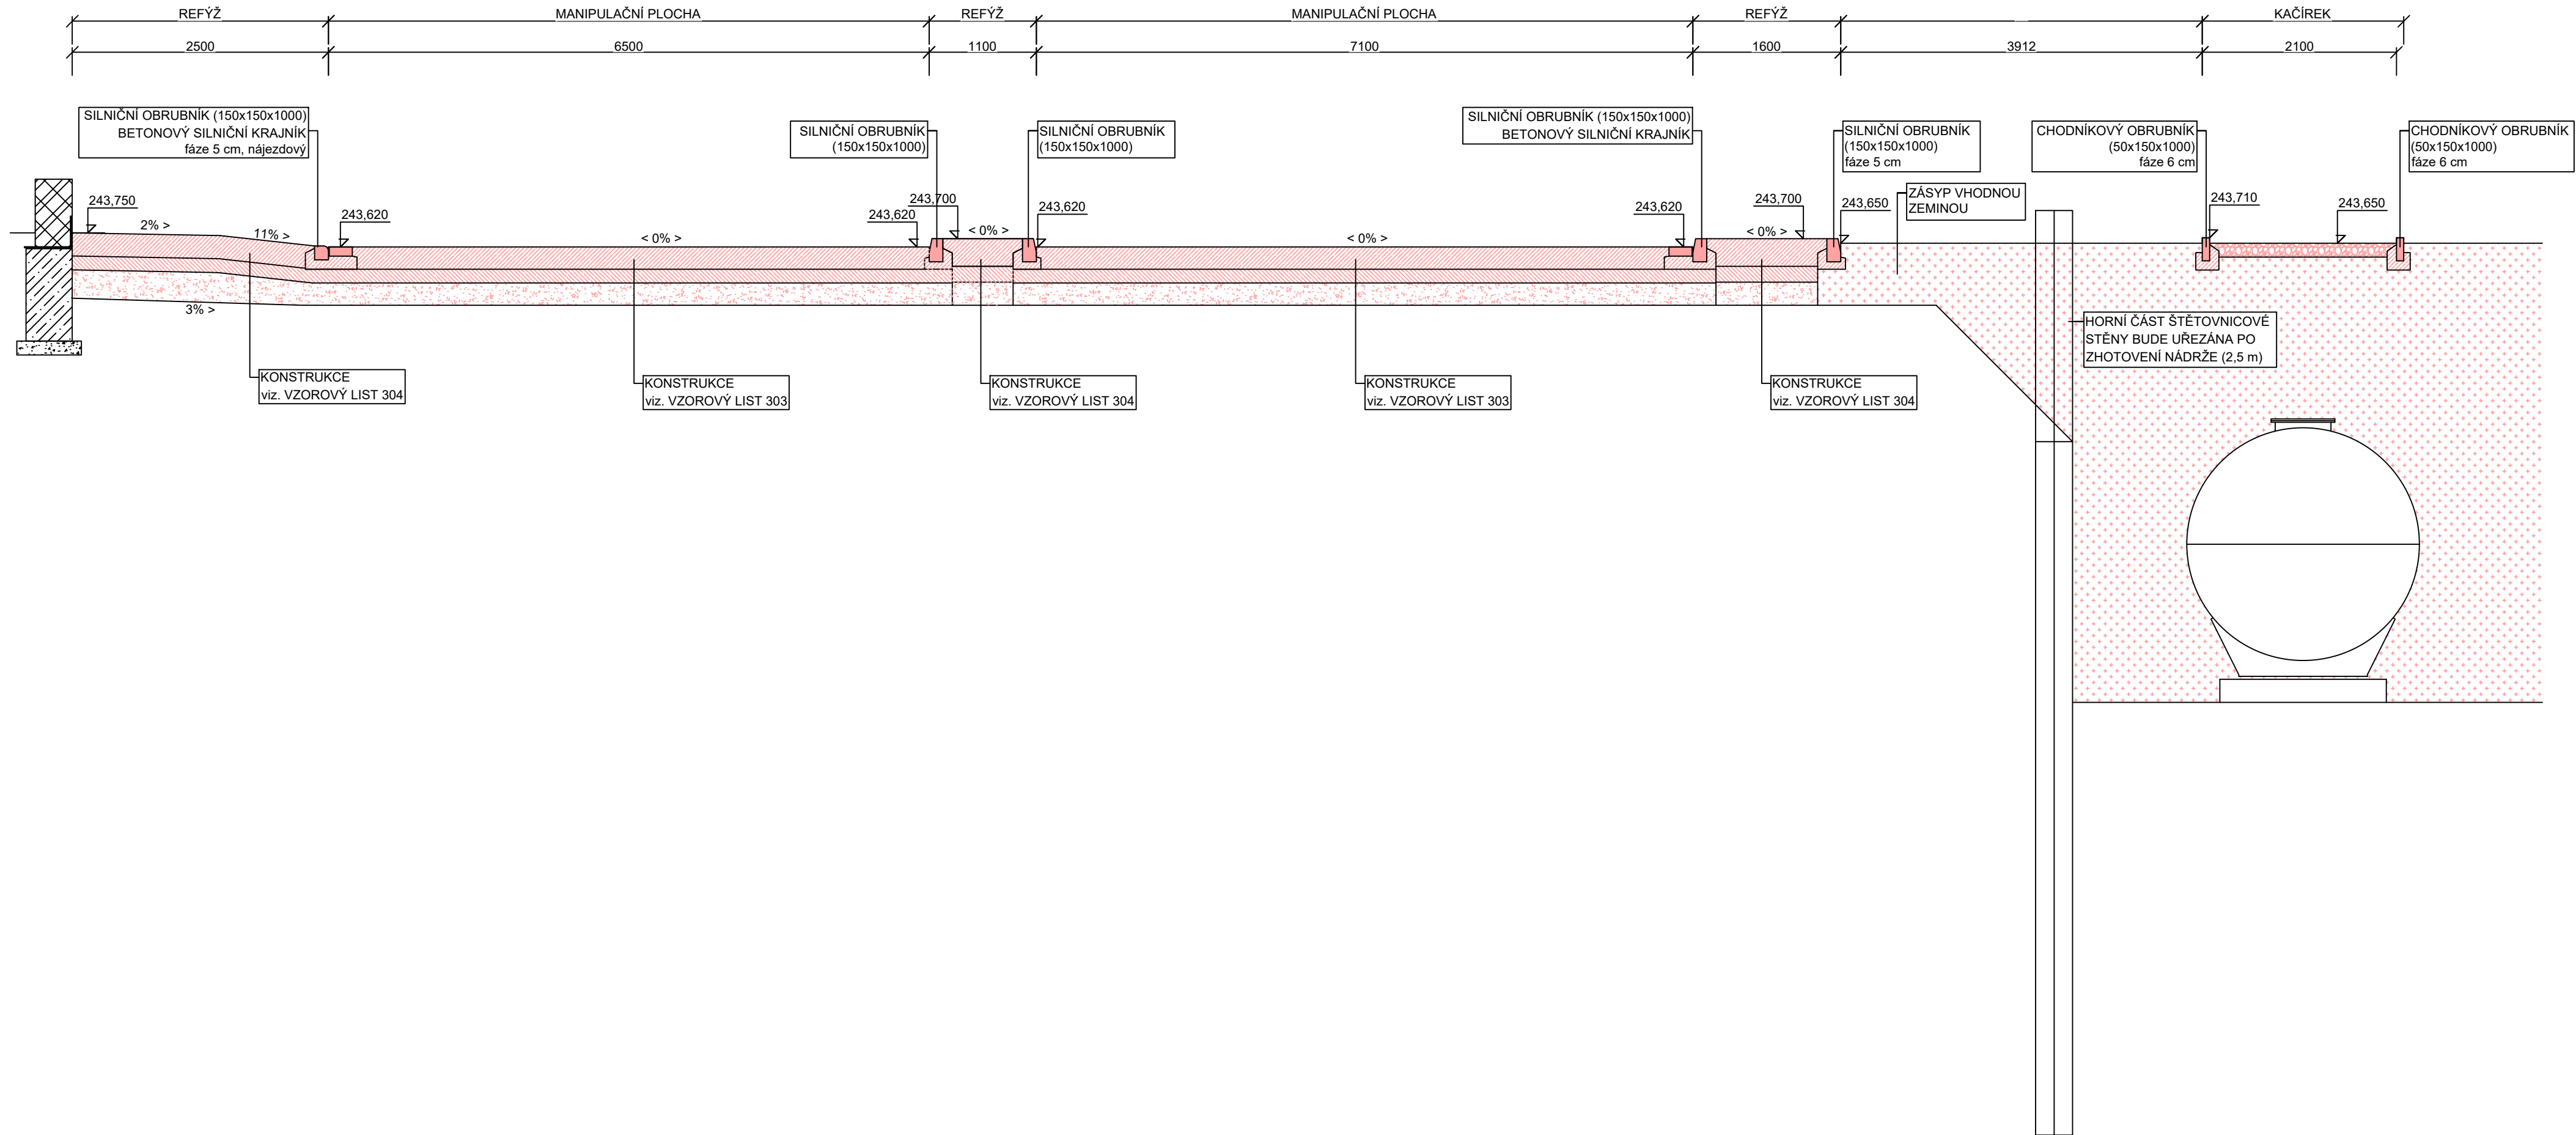 REFÝŽ
MANIPULAČNÍ PLOCHA
REFÝŽ
MANIPULAČNÍ PLOCHA
REFÝŽ
KAČÍREK
2500
6500
1100
7100
1600
3912
2100
SILNIČNÍ OBRUBNÍK (150x150x1000)
BETONOVÝ SILNIČNÍ KRAJNÍK
fáze 5 cm, nájezdový
SILNIČNÍ OBRUBNÍK
(150x150x1000)
SILNIČNÍ OBRUBNÍK
(150x150x1000)
SILNIČNÍ OBRUBNÍK (150x150x1000)
BETONOVÝ SILNIČNÍ KRAJNÍK
SILNIČNÍ OBRUBNÍK
(150x150x1000)
fáze 5 cm
CHODNÍKOVÝ OBRUBNÍK
(50x150x1000)
fáze 6 cm
CHODNÍKOVÝ OBRUBNÍK
(50x150x1000)
fáze 6 cm
ZÁSYP VHODNOU
ZEMINOU
243,750
2% >
11% >
243,620
< 0% >
243,620
243,700
< 0% >
243,620
< 0% >
243,620
243,700
< 0% >
243,650
243,710
243,650
3% >
HORNÍ ČÁST ŠTĚTOVNICOVÉ
STĚNY BUDE UŘEZÁNA PO
ZHOTOVENÍ NÁDRŽE (2,5 m)
KONSTRUKCE
viz. VZOROVÝ LIST 304
KONSTRUKCE
viz. VZOROVÝ LIST 303
KONSTRUKCE
viz. VZOROVÝ LIST 304
KONSTRUKCE
viz. VZOROVÝ LIST 303
KONSTRUKCE
viz. VZOROVÝ LIST 304